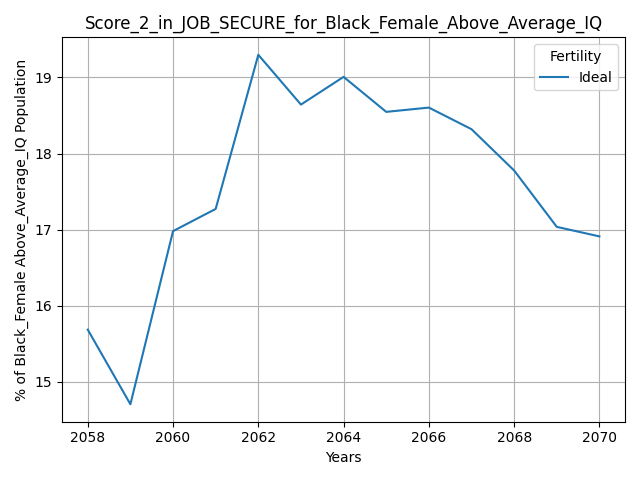 Score_2_in_JOB_SECURE_for_Black_Female_Above_Average_IQ
% of Black_Female Above_Average_IQ Population
19
18
17
16
15
Fertility
Ideal
2058 2060 2062 2064 2066 2068 2070
Years